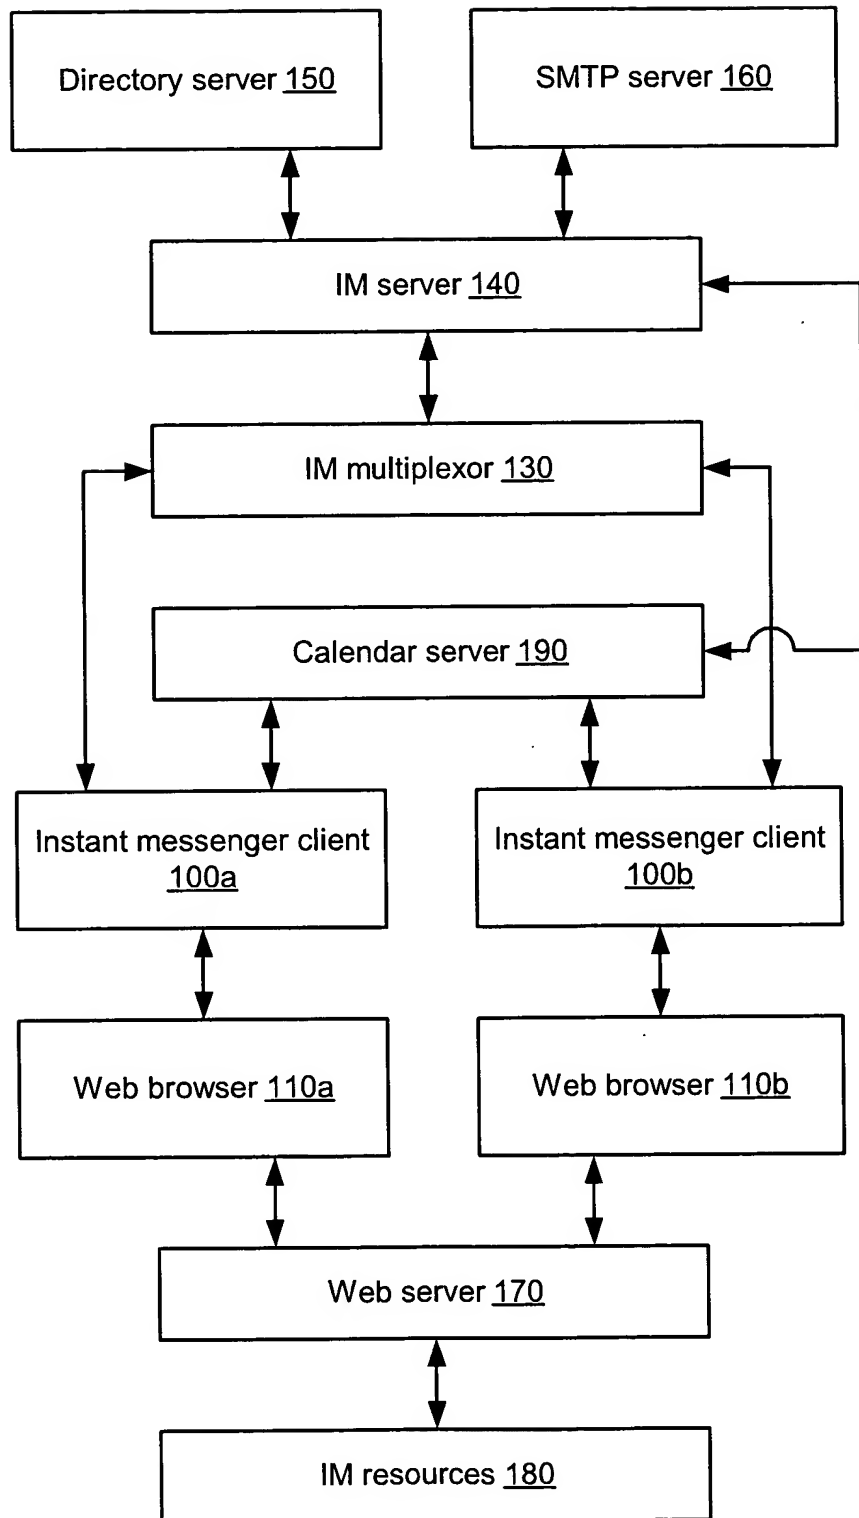 Directory server 150
SMTP server 160
IM server 140
IM multiplexor 130
Calendar server 190
Instant messenger client
100a
Instant messenger client
100b
Web browser 110a
Web browser 110b
Web server 170
IM resources 180